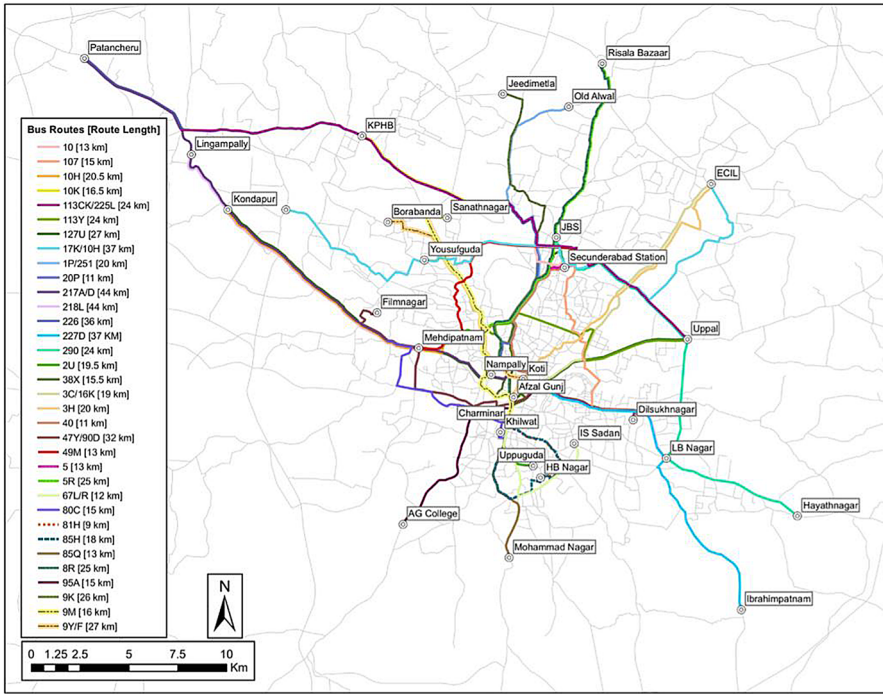 Patancheru
Risala Bazaar
Jeedimetla
Old Alwal
KPHB
Lingampally
ECIL
Kondapur
Borabanda
Sanathnagar
JBS
Yousufguda
Secunderabad Station
Filmnagar
Uppal
Mehdipatnam
Nampally
Koti
Afzal Gunj
Charminar
Dilsukhnagar
Khilwat
IS Sadan
LB Nagar
Uppuguda
HB Nagar
Hayathnagar
AG College
Mohammad Nagar
Ibrahimpatnam
Bus Routes [Route Length]
10 [13 km]
107 [15 km]
10H [20.5 km]
10K [16.5 km]
113CK/225L [24 km]
113Y [24 km]
127U [27 km]
17K/10H [37 km]
1P/251 [20 km]
20P [11 km]
217A/D [44 km]
218L [44 km]
226 [36 km]
227D [37 KM]
290 [24 km]
2U [19.5 km]
38X [15.5 km]
3C/16K [19 km]
3H [20 km]
40 [11 km]
47Y/90D [32 km]
49M [13 km]
5 [13 km]
5R [25 km]
67L/R [12 km]
80C [15 km]
81H [9 km]
85H [18 km]
85Q [13 km]
8R [25 km]
95A [15 km]
9K [26 km]
9M [16 km]
9Y/F [27 km]
N
0 1.25 2.5 5 7.5 10
Km